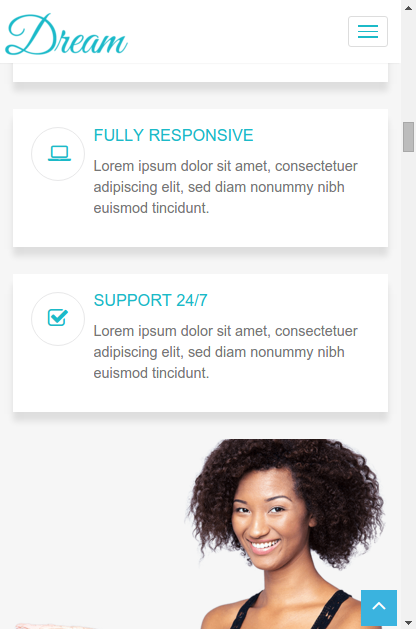 Dream
FULLY RESPONSIVE
Lorem ipsum dolor sit amet, consectetuer
adipiscing elit, sed diam nonummy nibh
euismod tincidunt.
SUPPORT 24/7
Lorem ipsum dolor sit amet, consectetuer
adipiscing elit, sed diam nonummy nibh
euismod tincidunt.